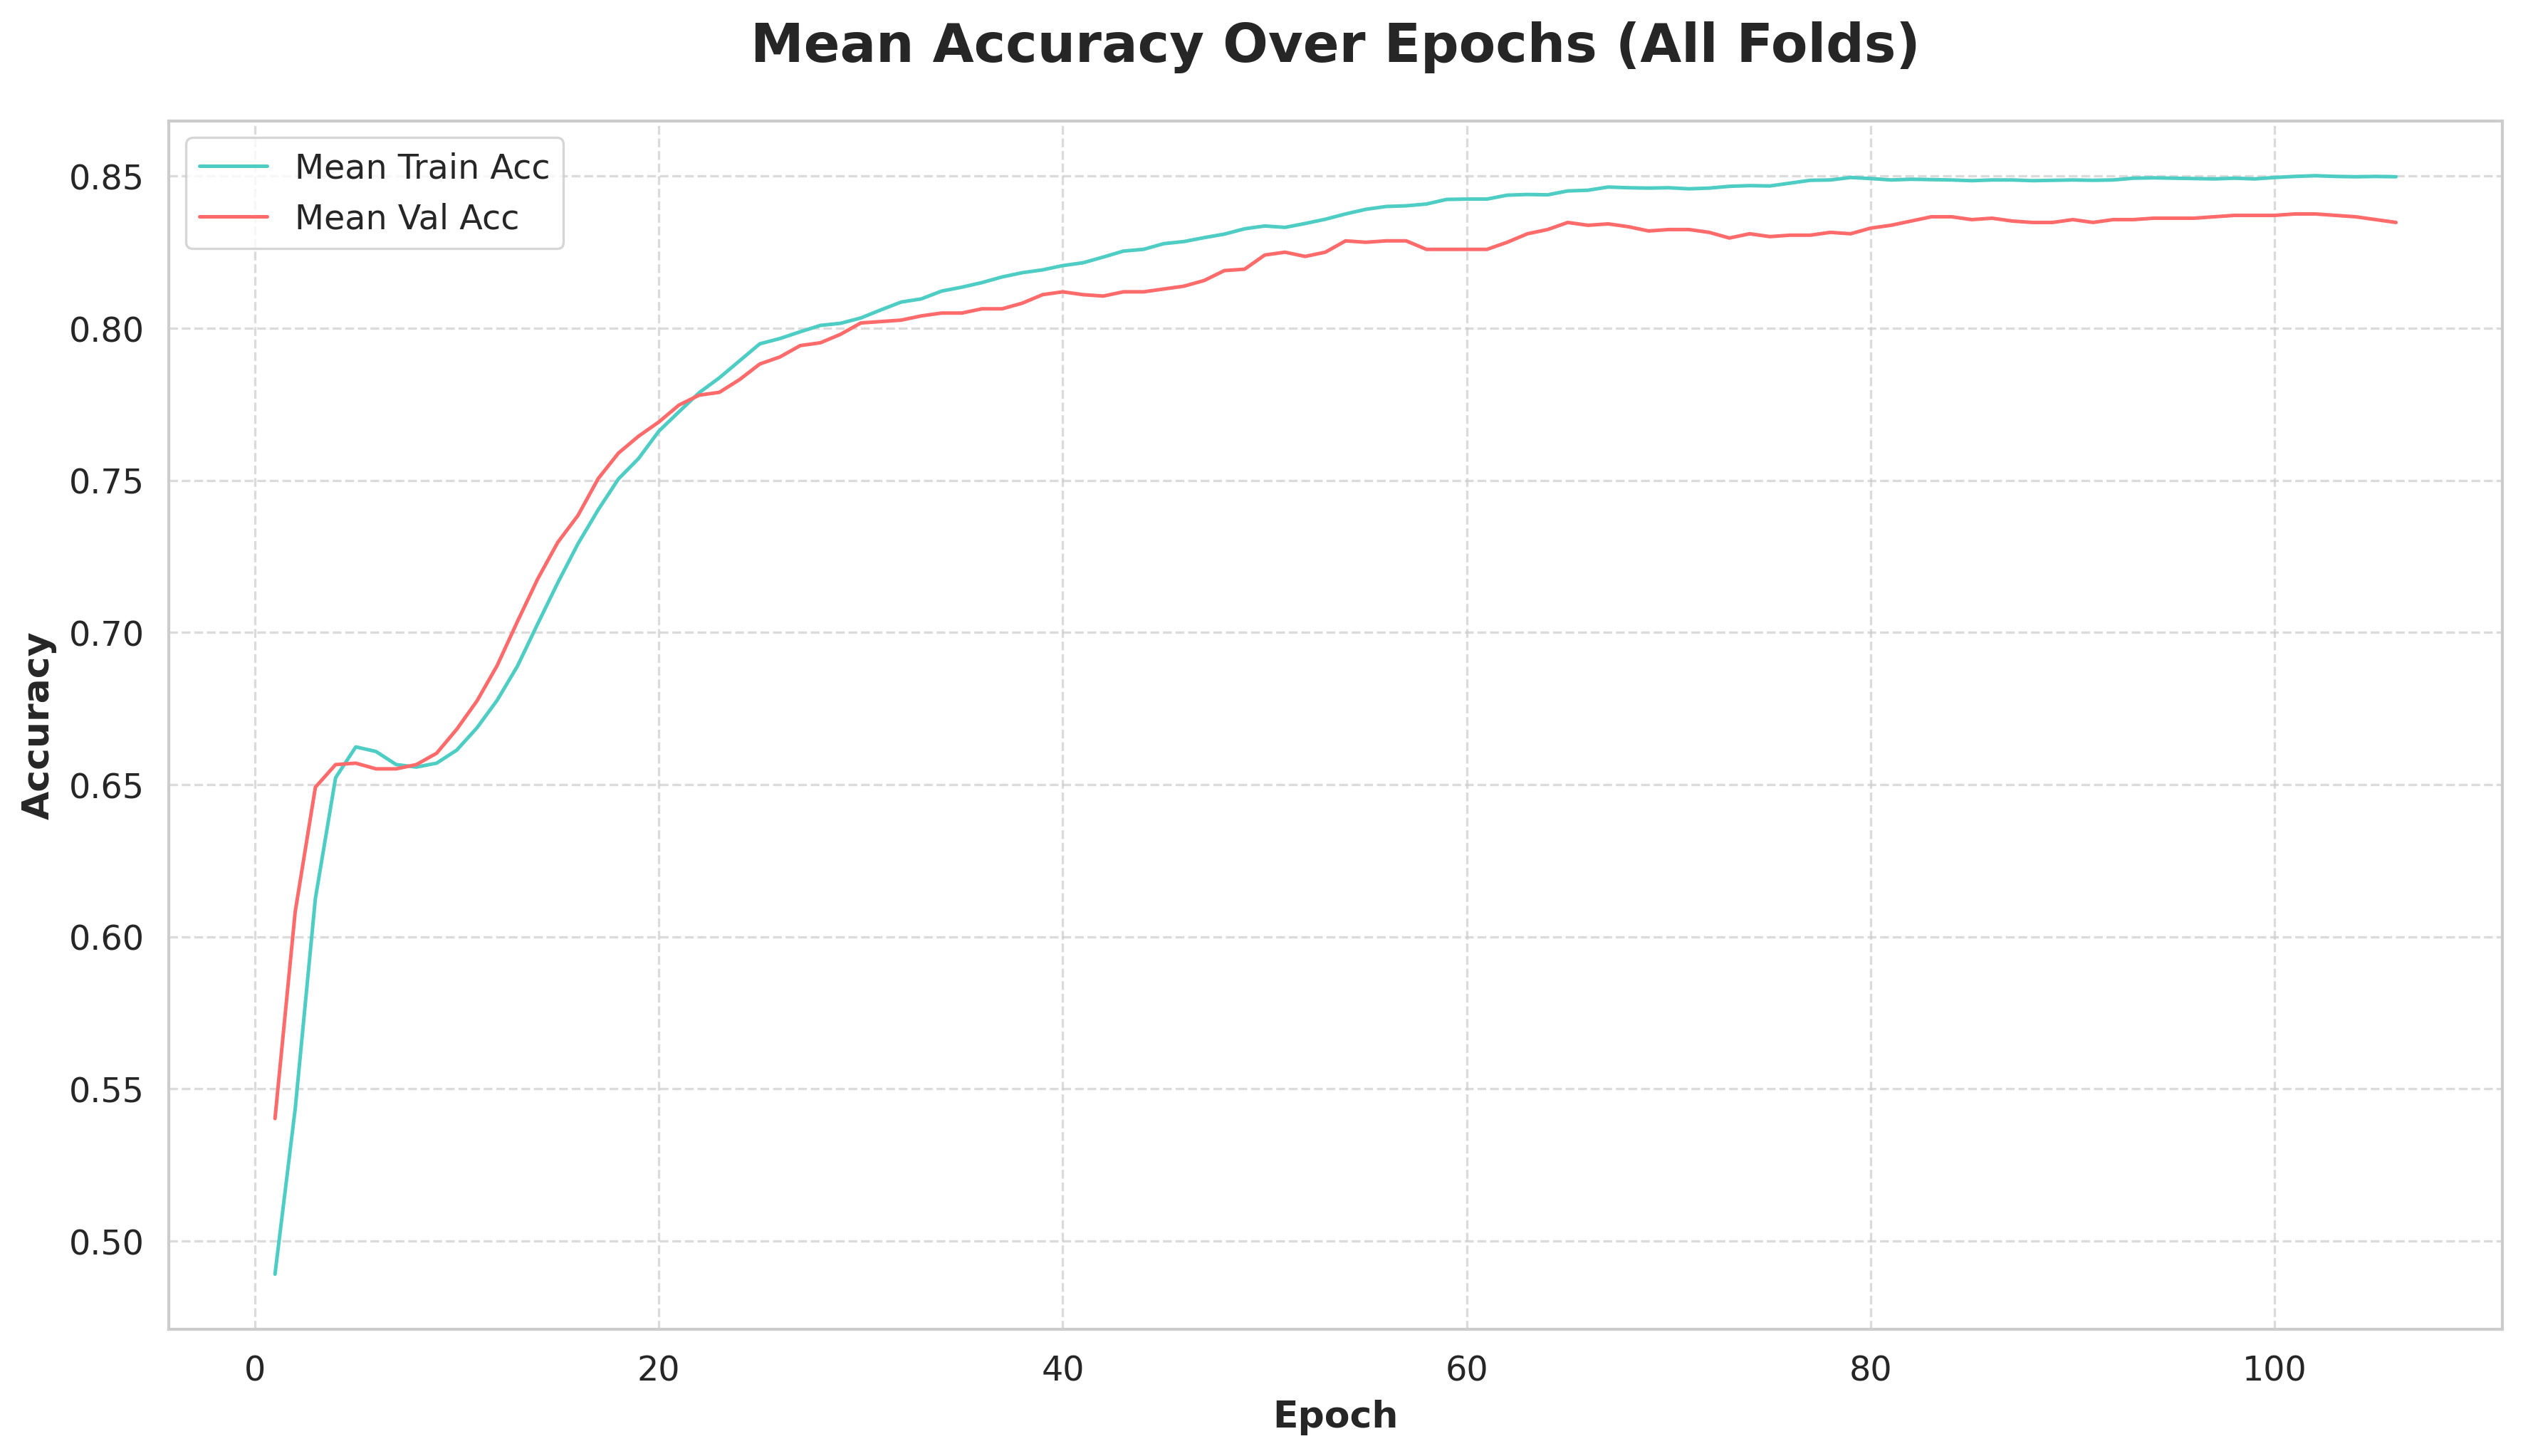 Mean Accuracy Over Epochs (All Folds)
Mean Train Acc
Mean Val Acc
0.85
0.80
0.75
0.70
0.65
0.60
0.55
0.50
Accuracy
0 20 40 60 80 100
Epoch